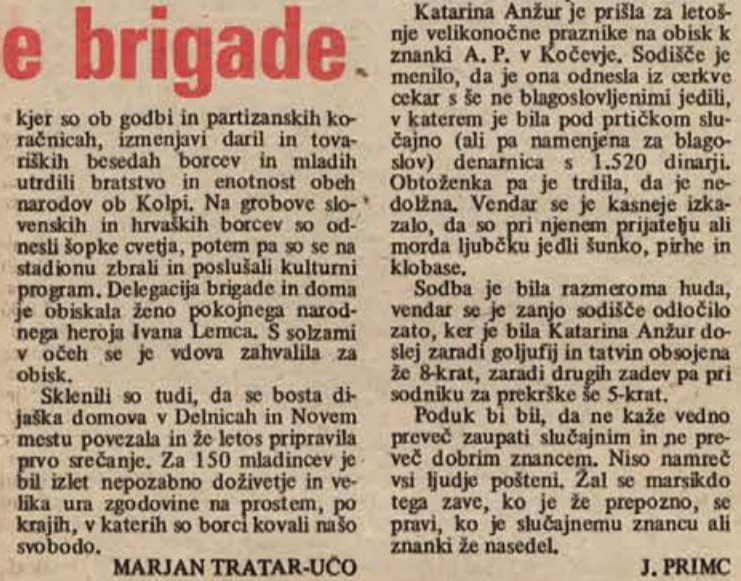 e brigade
kjer so ob godbi in partizanskih ko-
račnicah, izmenjavi daril in tova-
riških besedah borcev in mladih
utrdili bratstvo in enotnost obeh
narodov ob Kolpi. Na grobove slo-
venskih in hrvaških borcev so od-
nesli šopke cvetja, potem pa so se na
stadionu zbrali in poslušali kulturni
program. Delegacija brigade in doma
je obiskala ženo pokojnega narod-
nega heroja Ivana Lemca. S solzami
v očeh se je vdova zahvalila za
obisk.
Sklenili so tudi, da se bosta di-
jaška domova v Delnicah in Novem
mestu povezala in že letos pripravila
prvo srečanje. Za 150 mladincev je
bil izlet nepozabno doživetje in ve-
lika ura zgodovine na prostem, po
krajih, v katerih so borci kovali našo
svobodo.
MARJAN TRATAR-UČO
Katarina Anžur je prišla za letoš-
nje velikonočne praznike na obisk k
znanki A. P. v Kočevje. Sodišče je
menilo, da je ona odnesla iz cerkve
cekar s še ne blagoslovljenimi jedili,
v katerem je bila pod prtičkom slu-
čajno (ali pa namenjena za blago-
slov) denarnica s 1.520 dinarji.
Obtoženka pa je trdila, da je ne-
dolžna. Vendar se je kasneje izka-
zalo, da so pri njenem prijatelju ali
morda ljubčku jedli šunko, pirhe in
klobase.
Sodba je bila razmeroma huda,
vendar se je zanjo sodišče odločilo
zato, ker je bila Katarina Anžur do-
slej zaradi goljufij in tatvin obsojena
že 8-krat, zaradi drugih zadev pa pri
sodniku za prekrške še 5-krat.
Poduk bi bil, da ne kaže vedno
preveč zaupati slučajnim in ne pre-
več dobrim znancem. Niso namreč
vsi ljudje pošteni. Žal se marsikdo
tega zave, ko je že prepozno, se
pravi, ko je slučajnemu znancu ali
znanki že nasedel.
J. PRIMC